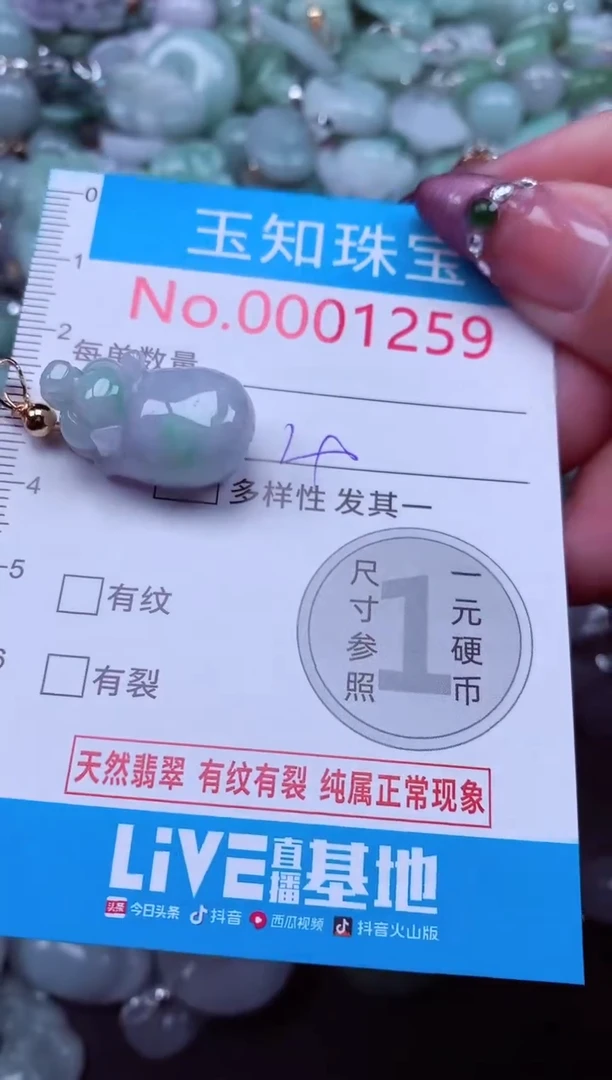 0
玉知珠宝
1
No.0001259
2
每单数量
4
多样性 发其一
尺寸参照
1
一元硬币
5
有纹
6
有裂
天然翡翠 有纹有裂 纯属正常现象
LiVE直播基地
头条 今日头条 抖音 西瓜视频 抖音火山版